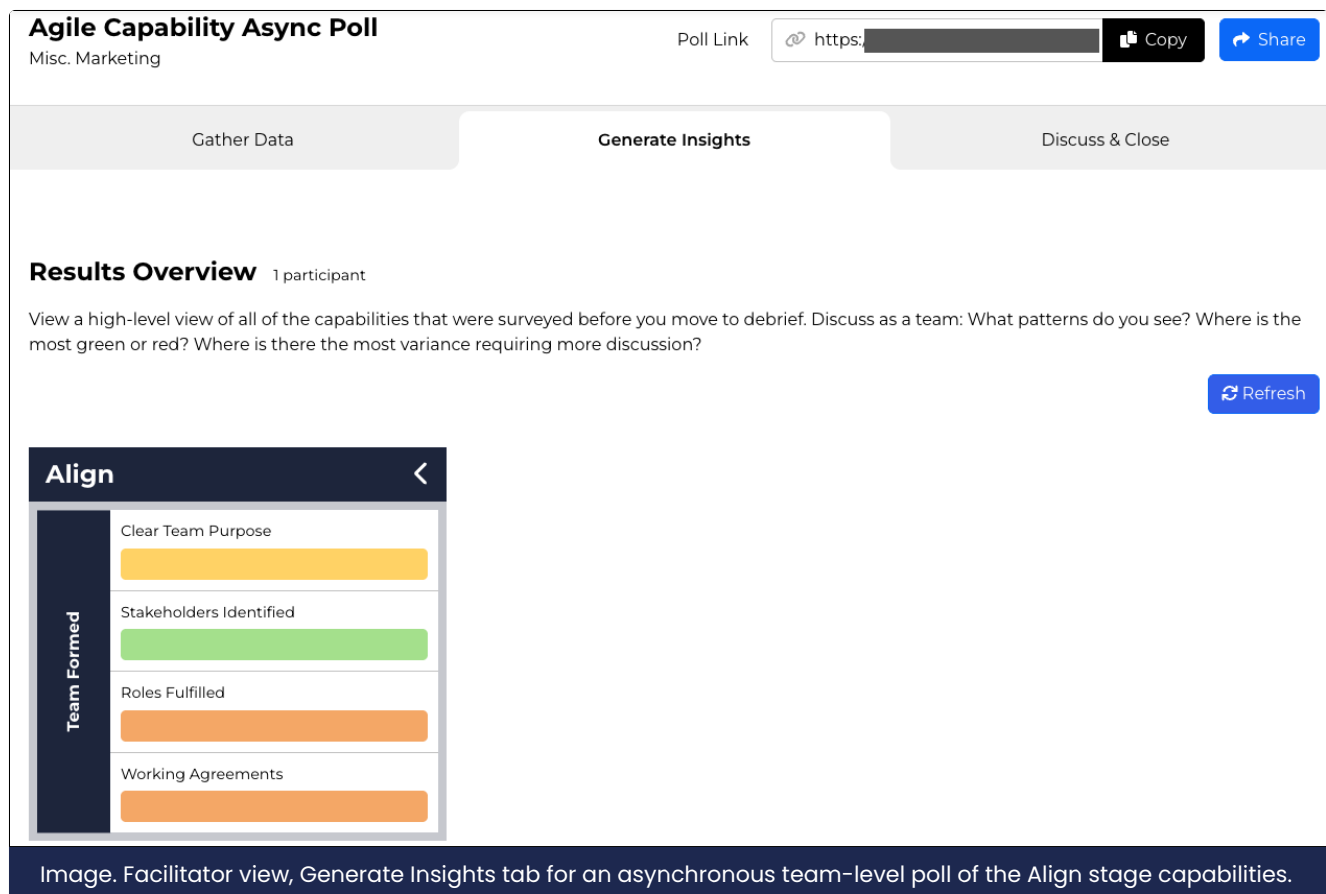 Agile Capability Async Poll
Misc. Marketing
Poll Link
https:/
Copy
Share
Gather Data
Generate Insights
Discuss & Close
Results Overview
1 participant
View a high-level view of all of the capabilities that were surveyed before you move to debrief. Discuss as a team: What patterns do you see? Where is the
most green or red? Where is there the most variance requiring more discussion?
Refresh
Align
Team Formed
Clear Team Purpose
Stakeholders Identified
Roles Fulfilled
Working Agreements
Image. Facilitator view, Generate Insights tab for an asynchronous team-level poll of the Align stage capabilities.